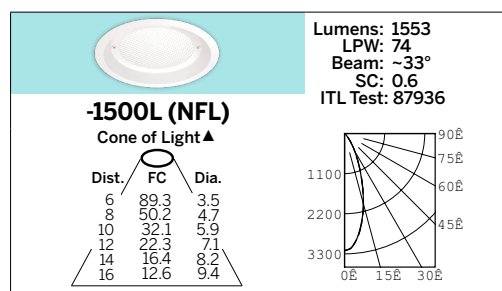 Lumens: 1553
LPW: 74
Beam: ~33°
SC: 0.6
ITL Test: 87936
-1500L (NFL)
Cone of Light▲
Dist. FC Dia.
6 89.3 3.5
8 50.2 4.7
10 32.1 5.9
12 22.3 7.1
14 16.4 8.2
16 12.6 9.4
90Ê
75Ê
1100
60Ê
2200
45Ê
3300
0Ê 15Ê 30Ê